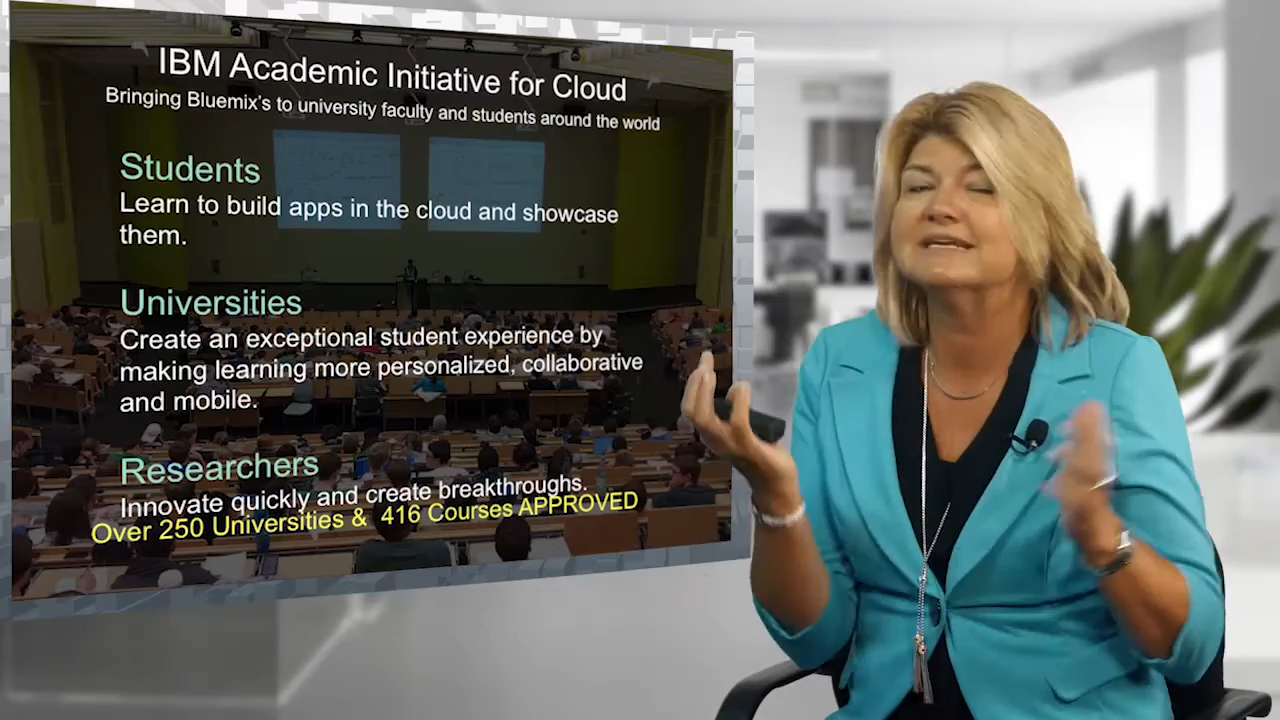 IBM Academic Initiative for Cloud
Bringing Bluemix's to university faculty and students around the world
Students
Learn to build apps in the cloud and showcase
them.
Universities
Create an exceptional student experience by
making learning more personalized, collaborative
and mobile.
Researchers
Innovate quickly and create breakthroughs.
Over 250 Universities & 416 Courses APPROVED